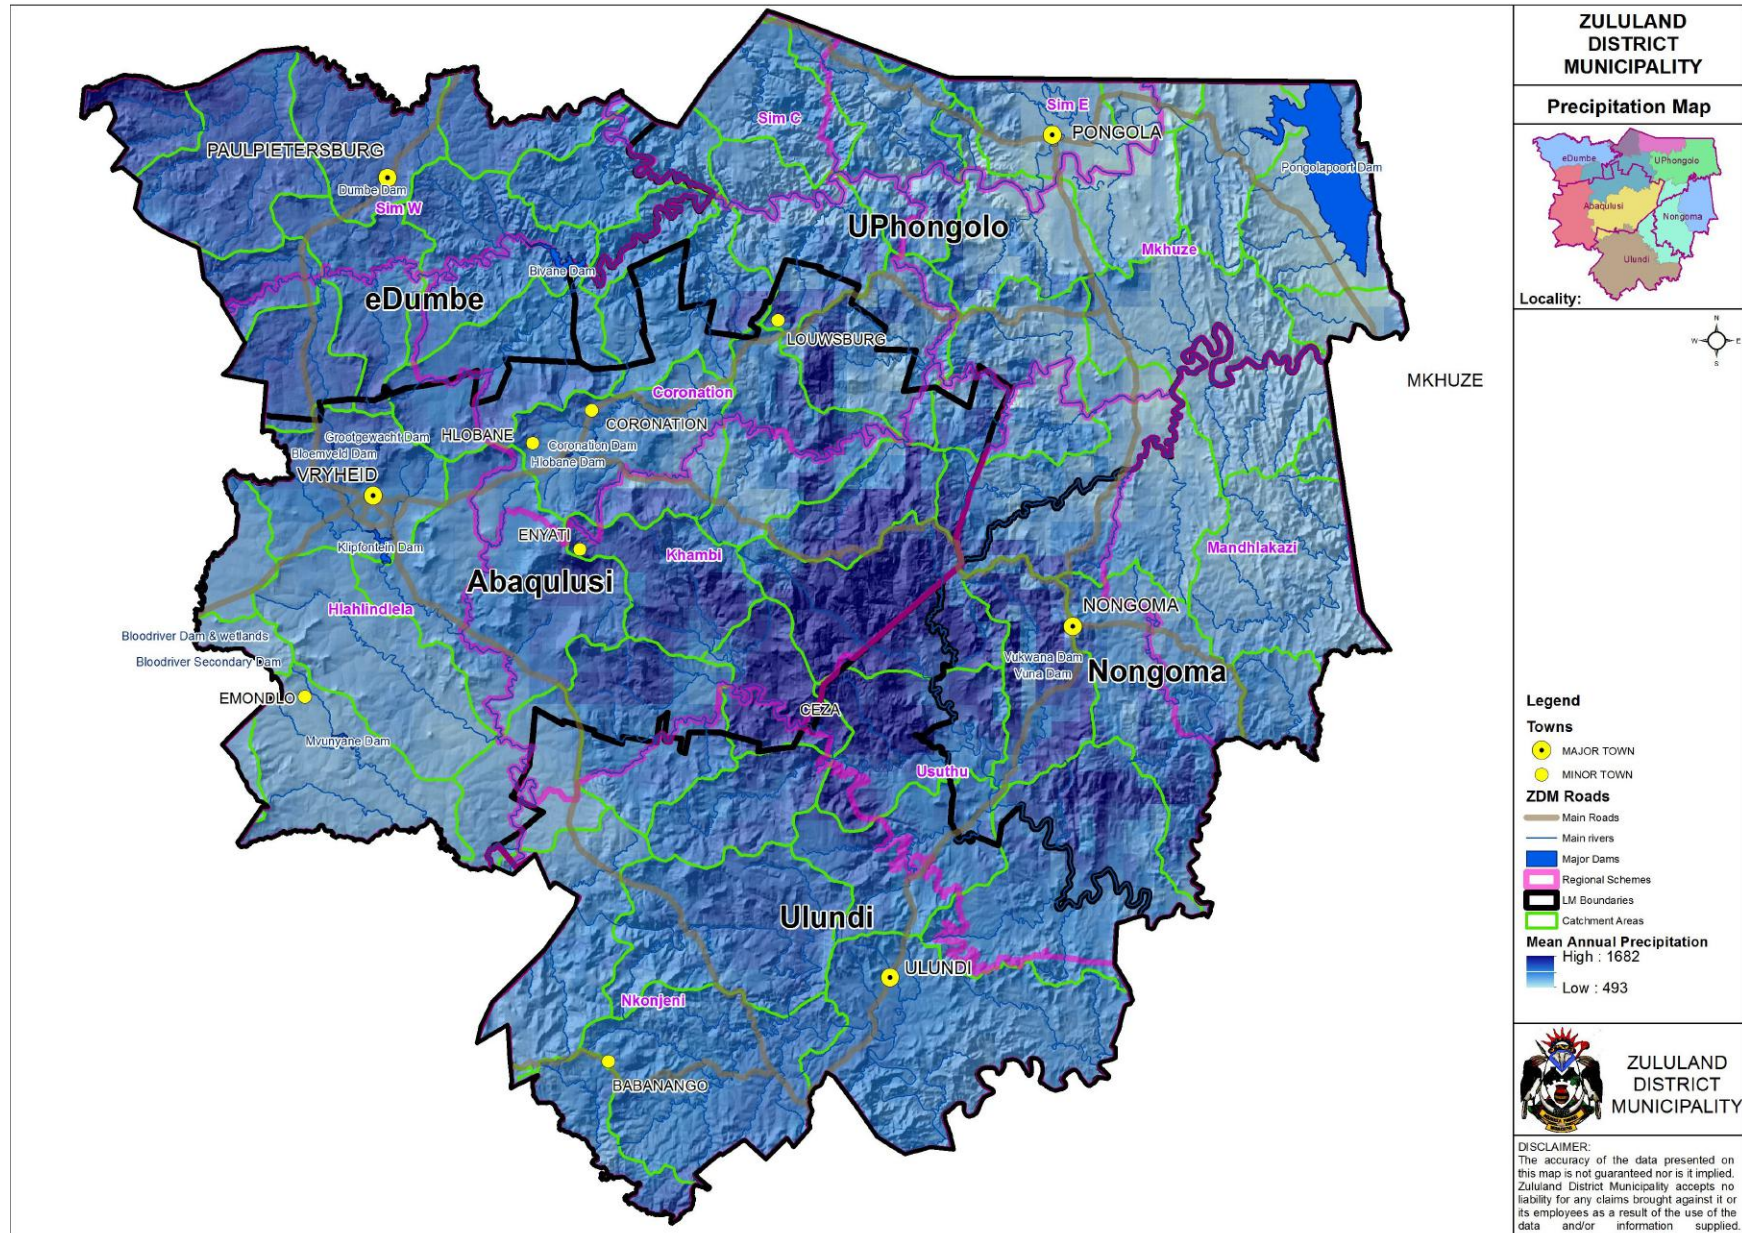 ZULULAND
DISTRICT
MUNICIPALITY
Precipitation Map
eDumbe
UPhongolo
Abaqulusi
Nongoma
Ulundi
Locality:
N
W
E
S
Sim C
Sim E
PONGOLA
PAULPIETERSBURG
Pongolapoort Dam
Dumbe Dam
Sim W
UPhongolo
Mkhuze
Bivane Dam
eDumbe
LOUWSBURG
MKHUZE
Coronation
CORONATION
HLOBANE
Grootgewacht Dam
Coronation Dam
Bloemveld Dam
Hlobane Dam
VRYHEID
ENYATI
Klipfontein Dam
Khambi
Mandhlakazi
Abaqulusi
Hlahlindlela
NONGOMA
Bloodriver Dam & wetlands
Bloodriver Secondary Dam
Vukwana Dam
Vuna Dam
Nongoma
EMONDLO
CEZA
Mvunyane Dam
Usuthu
Ulundi
ULUNDI
Nkonjeni
BABANANGO
Legend
Towns
MAJOR TOWN
MINOR TOWN
ZDM Roads
Main Roads
Main rivers
Major Dams
Regional Schemes
LM Boundaries
Catchment Areas
Mean Annual Precipitation
High : 1682
Low : 493
ZULULAND
DISTRICT
MUNICIPALITY
DISCLAIMER:
The accuracy of the data presented on
this map is not guaranteed nor is it implied.
Zululand District Municipality accepts no
liability for any claims brought against it or
its employees as a result of the use of the
data and/or information supplied.